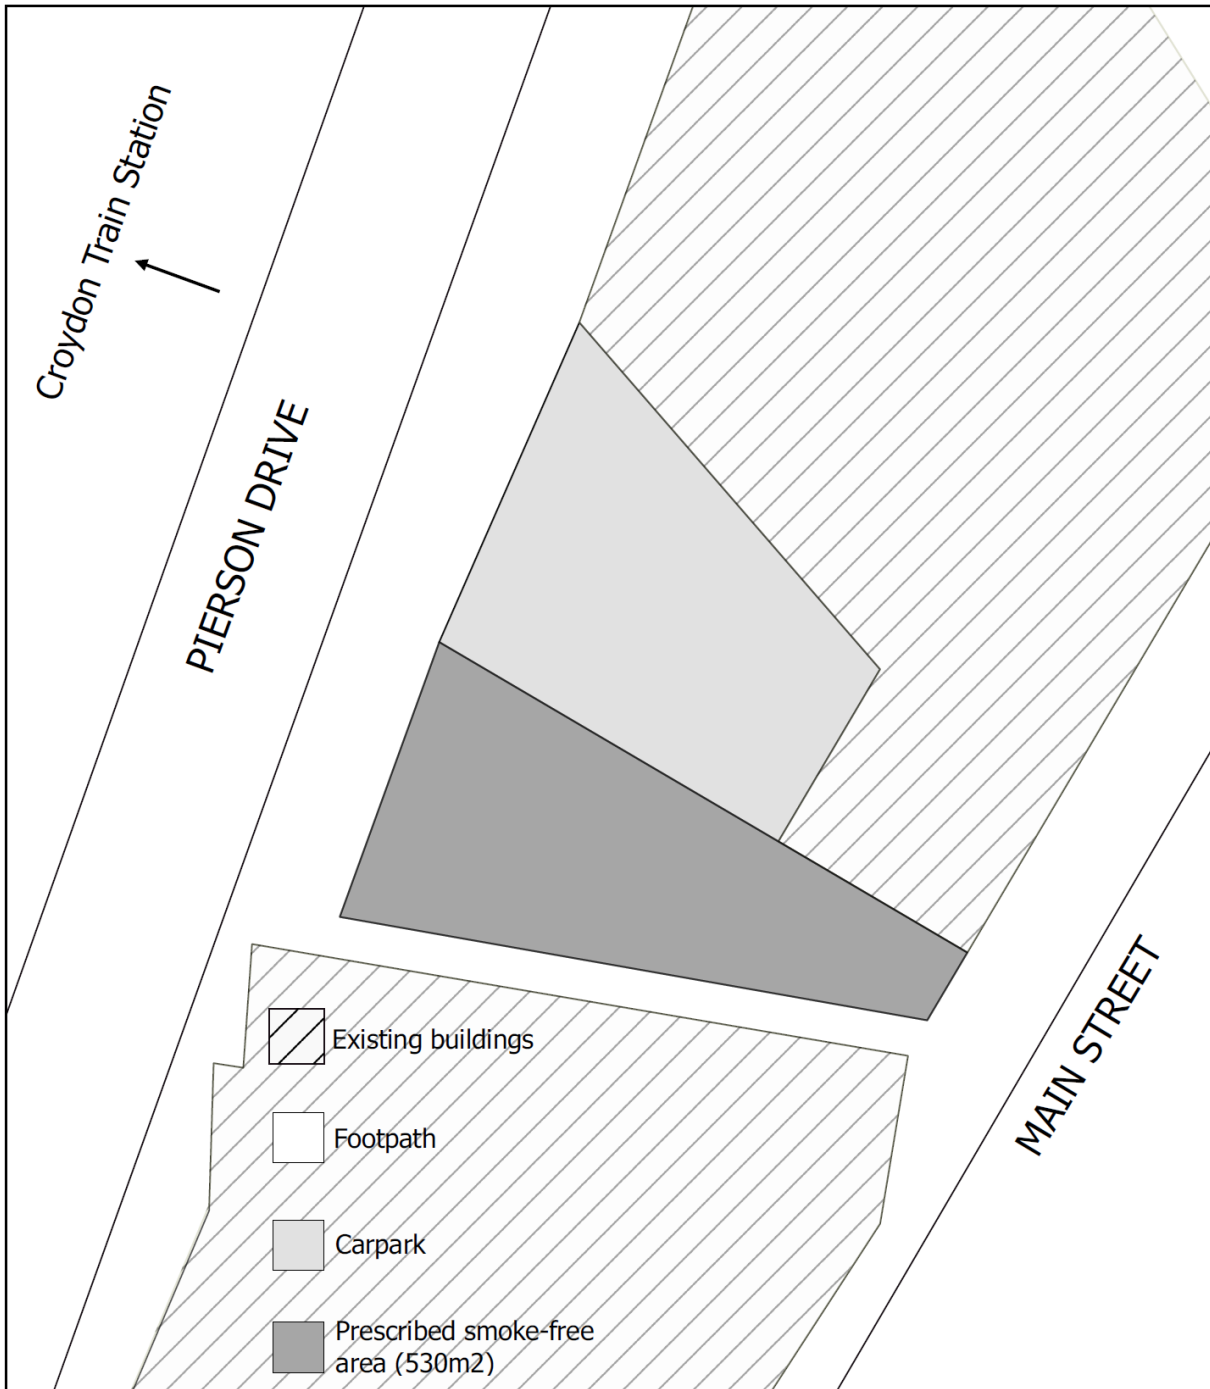 Croydon Train Station
PIERSON DRIVE
MAIN STREET
Existing buildings
Footpath
Carpark
Prescribed smoke-free
area (530m2)